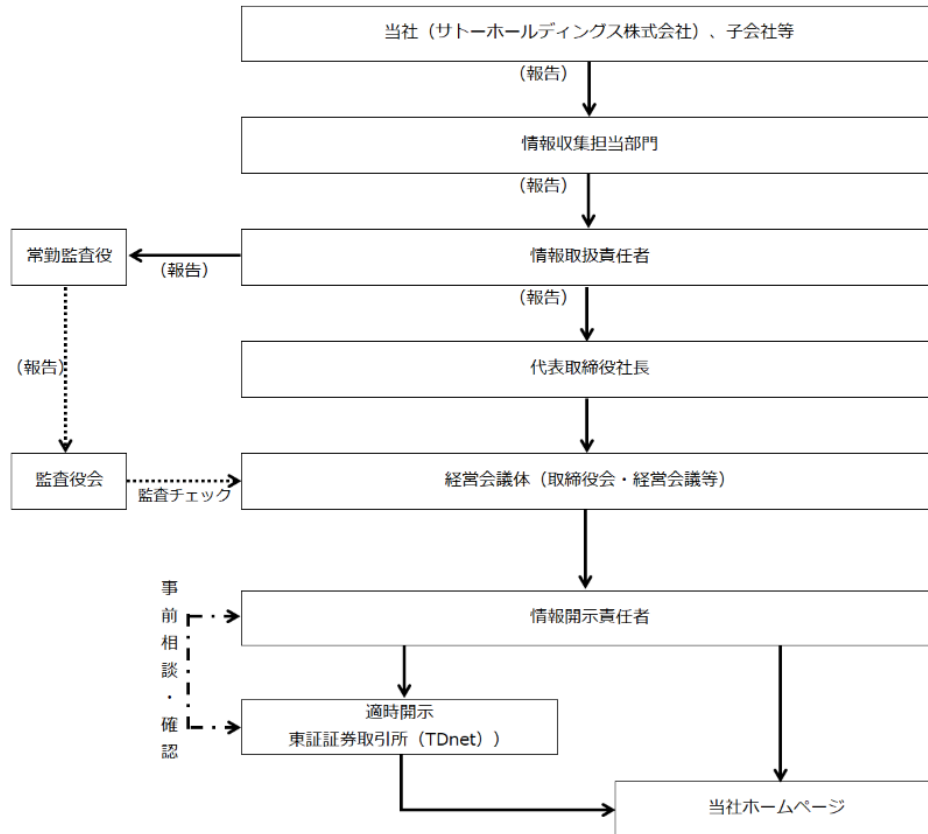 当社（サトーホールディングス株式会社）、子会社等
（報告）
情報収集担当部門
（報告）
常勤監査役
（報告）
情報取扱責任者
（報告）
（報告）
代表取締役社長
監査役会
監査チェック
経営会議体（取締役会・経営会議等）
事前相談・確認
情報開示責任者
適時開示
東証証券取引所（TDnet））
当社ホームページ